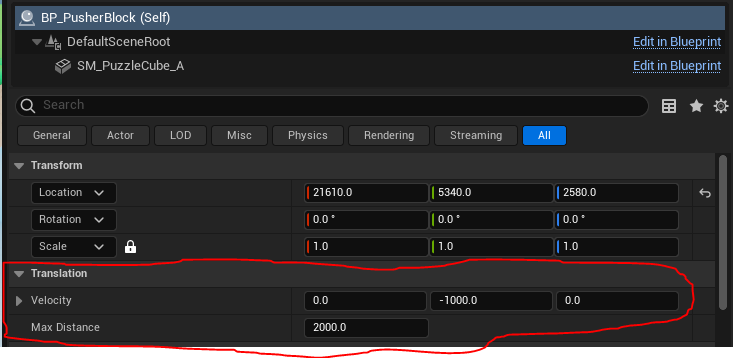 BP_PusherBlock (Self)
DefaultSceneRoot Edit in Blueprint
SM_PuzzleCube_A Edit in Blueprint
Search
General Actor LOD Misc Physics Rendering Streaming All
Transform
Location 21610.0 5340.0 2580.0
Rotation 0.0 ° 0.0 ° 0.0 °
Scale 1.0 1.0 1.0
Translation
Velocity 0.0 -1000.0 0.0
Max Distance 2000.0